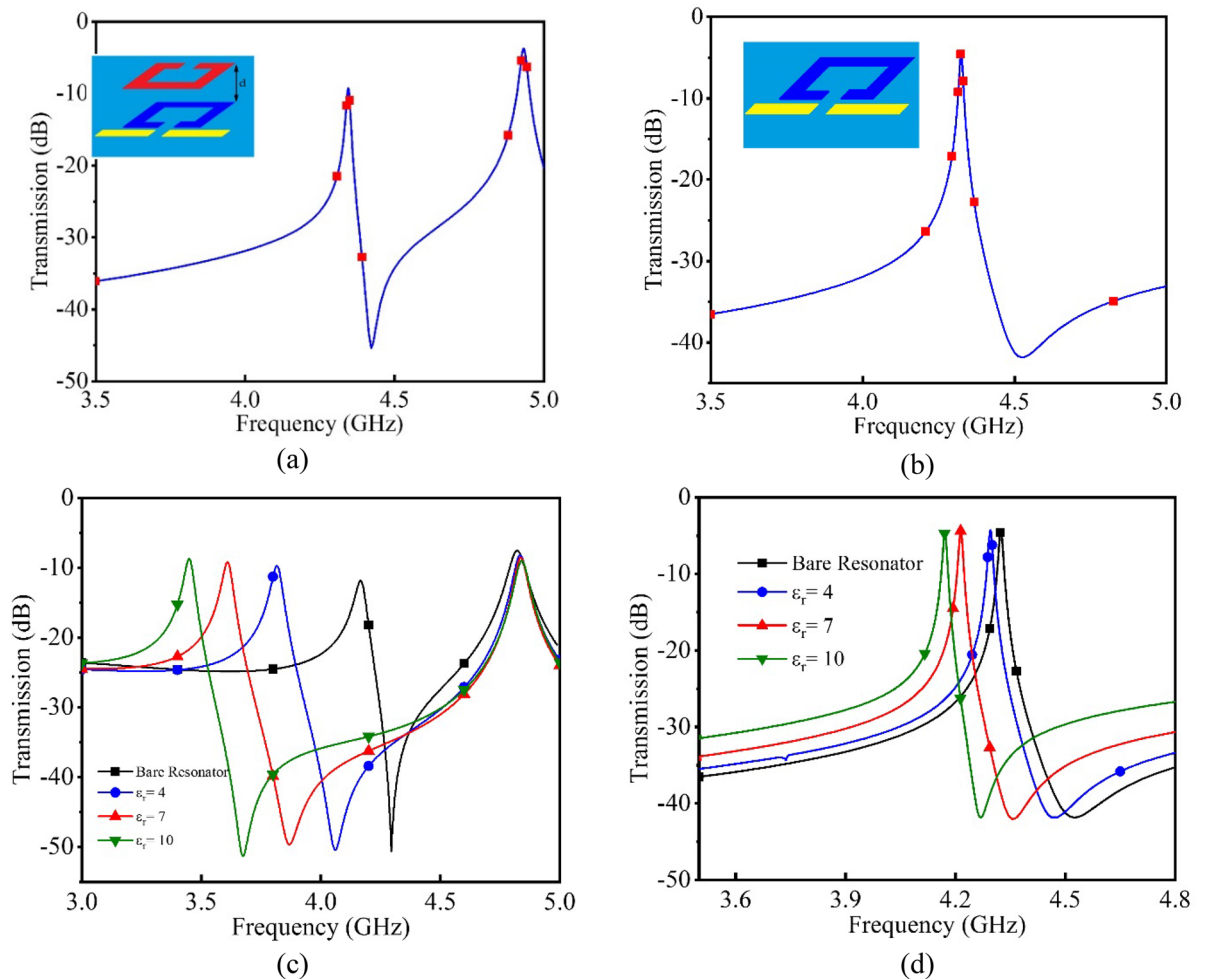 0
-10
-20
-30
-40
-50
Transmission (dB)
d
3.5
4.0
4.5
5.0
Frequency (GHz)
(a)
0
-10
-20
-30
-40
Transmission (dB)
3.5
4.0
4.5
5.0
Frequency (GHz)
(b)
0
-10
-20
-30
-40
-50
Transmission (dB)
Bare Resonator
εr= 4
εr= 7
εr= 10
3.0
3.5
4.0
4.5
5.0
Frequency (GHz)
(c)
0
-10
-20
-30
-40
-50
Transmission (dB)
Bare Resonator
εr= 4
εr= 7
εr= 10
3.6
3.9
4.2
4.5
4.8
Frequency (GHz)
(d)